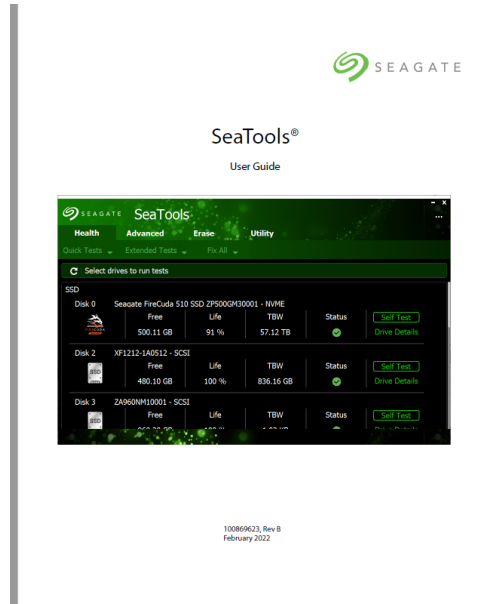 SEAGATE
SeaTools®
User Guide
SEAGATE SeaTools
Health Advanced Erase Utility
Quick Tests Extended Tests Fix All
Select drives to run tests
SSD
Disk 0 Seagate FireCuda 510 SSD ZP500GM30001 - NVME
Free Life TBW Status Self Test
500.11 GB 91 % 57.12 TB Drive Details
Disk 2 XF1212-1A0512 - SCSI
SSD Free Life TBW Status Self Test
480.10 GB 100 % 836.16 GB Drive Details
Disk 3 ZA960NM10001 - SCSI
SSD Free Life TBW Status Self Test
100869623, Rev B
February 2022